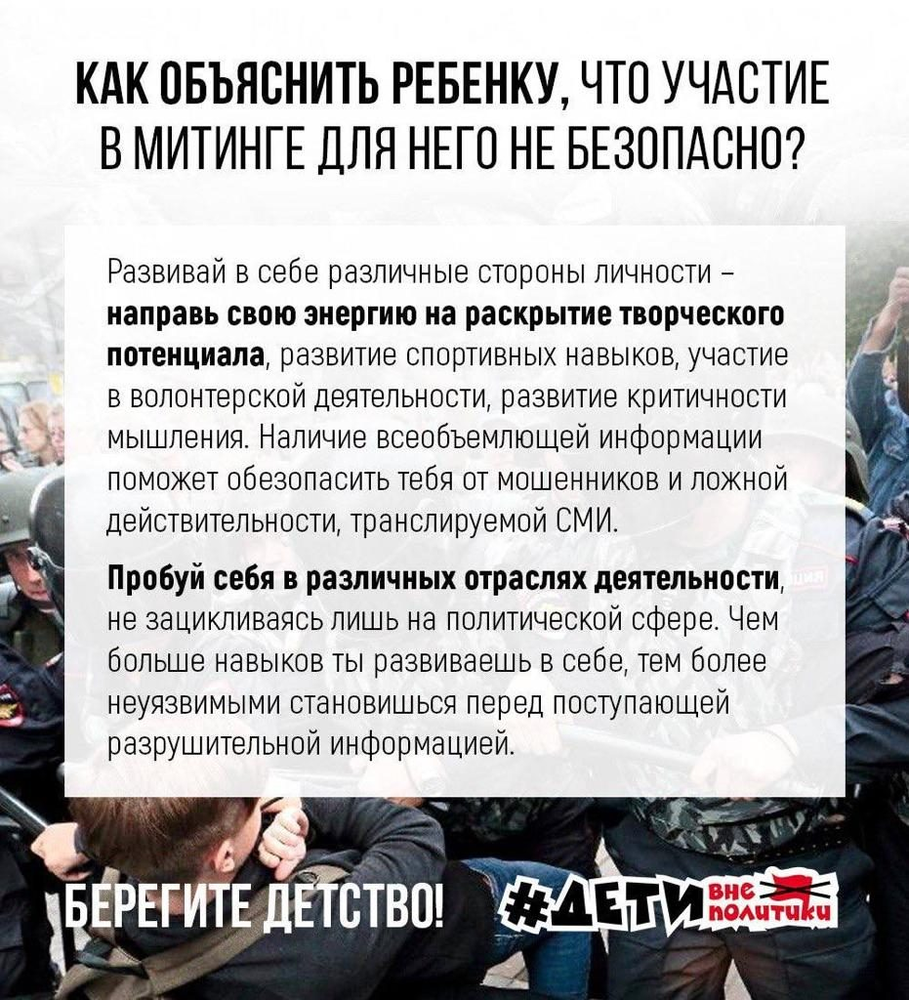 КАК ОБЪЯСНИТЬ РЕБЕНКУ, ЧТО УЧАСТИЕ
В МИТИНГЕ ДЛЯ НЕГО НЕ БЕЗОПАСНО?
Развивай в себе различные стороны личности –
направь свою энергию на раскрытие творческого
потенциала, развитие спортивных навыков, участие
в волонтерской деятельности, развитие критичности
мышления. Наличие всеобъемлющей информации
поможет обезопасить тебя от мошенников и ложной
действительности, транслируемой СМИ.
Пробуй себя в различных отраслях деятельности,
не зацикливаясь лишь на политической сфере. Чем
больше навыков ты развиваешь в себе, тем более
неуязвимыми становишься перед поступающей
разрушительной информацией.
БЕРЕГИТЕ ДЕТСТВО!
#ДЕТИ ВНЕ
ПОЛИТИКИ